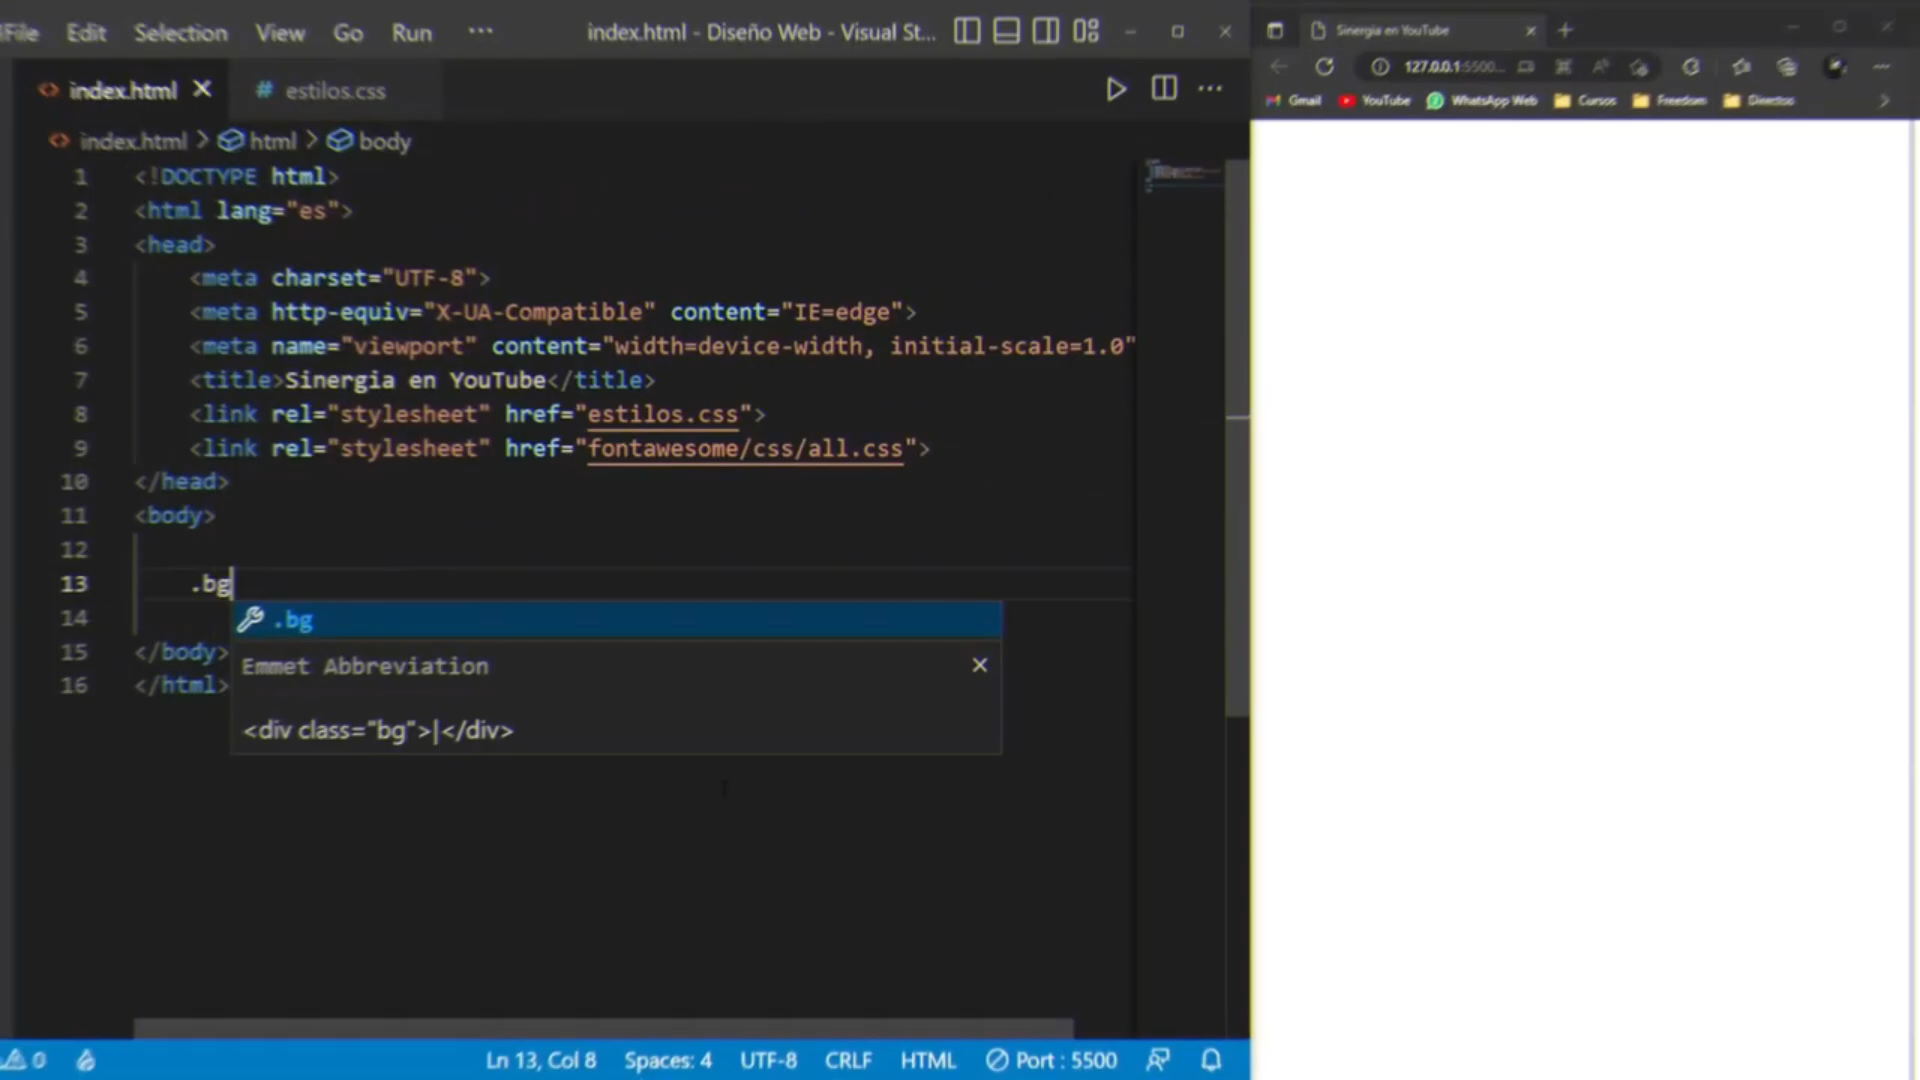 File Edit Selection View Go Run ... index.html - Diseño Web - Visual St...
index.html estilos.css
index.html > html > body
1 <!DOCTYPE html>
2 <html lang="es">
3 <head>
4 <meta charset="UTF-8">
5 <meta http-equiv="X-UA-Compatible" content="IE=edge">
6 <meta name="viewport" content="width=device-width, initial-scale=1.0"
7 <title>Sinergia en YouTube</title>
8 <link rel="stylesheet" href="estilos.css">
9 <link rel="stylesheet" href="fontawesome/css/all.css">
10 </head>
11 <body>
12
13 .bg
.bg
14
Emmet Abbreviation
15 </body>
16 </html>
<div class="bg">|</div>
0 Ln 13, Col 8 Spaces: 4 UTF-8 CRLF HTML Port : 5500
Sinergia en YouTube
127.0.0.1:5500...
Gmail YouTube WhatsApp Web Cursos Freedom Directos